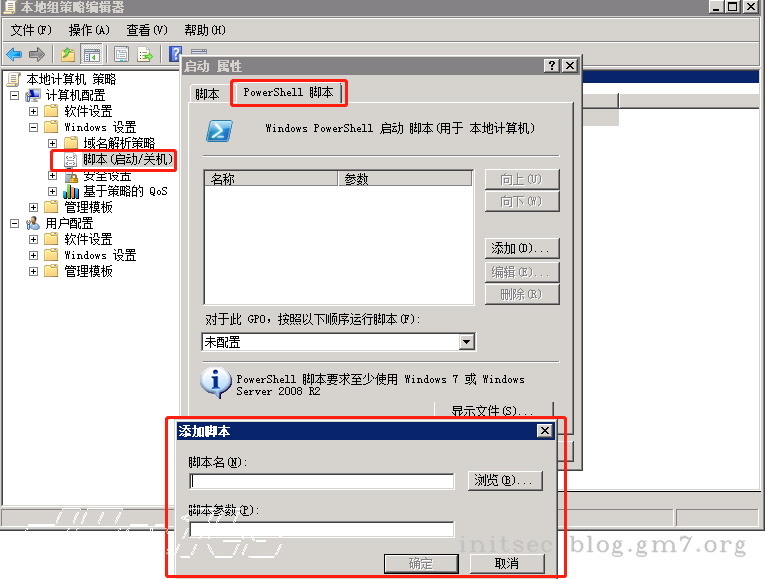 本地组策略编辑器
文件(F) 操作(A) 查看(V) 帮助(H)
本地计算机 策略
计算机配置
软件设置
Windows 设置
域名解析策略
脚本(启动/关机)
安全设置
基于策略的 QoS
管理模板
用户配置
软件设置
Windows 设置
管理模板
启动 属性
脚本 PowerShell 脚本
Windows PowerShell 启动 脚本(用于 本地计算机)
名称 参数
向上(U)
向下(W)
添加(D)...
编辑(E)...
删除(R)
对于此 GPO，按照以下顺序运行脚本(F):
未配置
PowerShell 脚本要求至少使用 Windows 7 或 Windows
Server 2008 R2
显示文件(S)...
添加脚本
脚本名(N):
浏览(B)...
脚本参数(P):
确定 取消
initsec blog.gm7.org